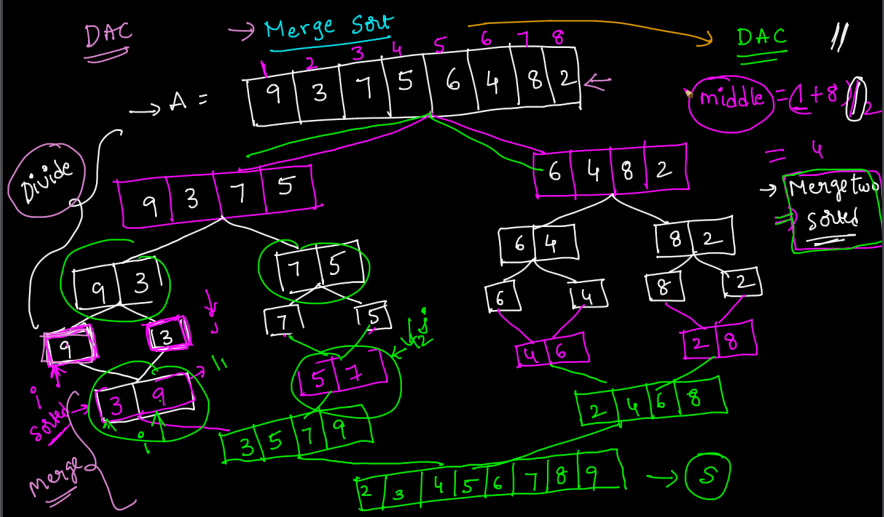 DAC → Merge Sort DAC //
1 2 3 4 5 6 7 8
→ A = 9 3 7 5 6 4 8 2
middle = (1+8)//2
= 4
Divide
9 3 7 5 6 4 8 2
→ Merge two
⇒ sorted
9 3 7 5 6 4 8 2
9 3 7 5 6 4 8 2
i j
3 9 5 7 4 6 2 8
sorted → i j
3 5 7 9 2 4 6 8
merge
2 3 4 5 6 7 8 9 → S